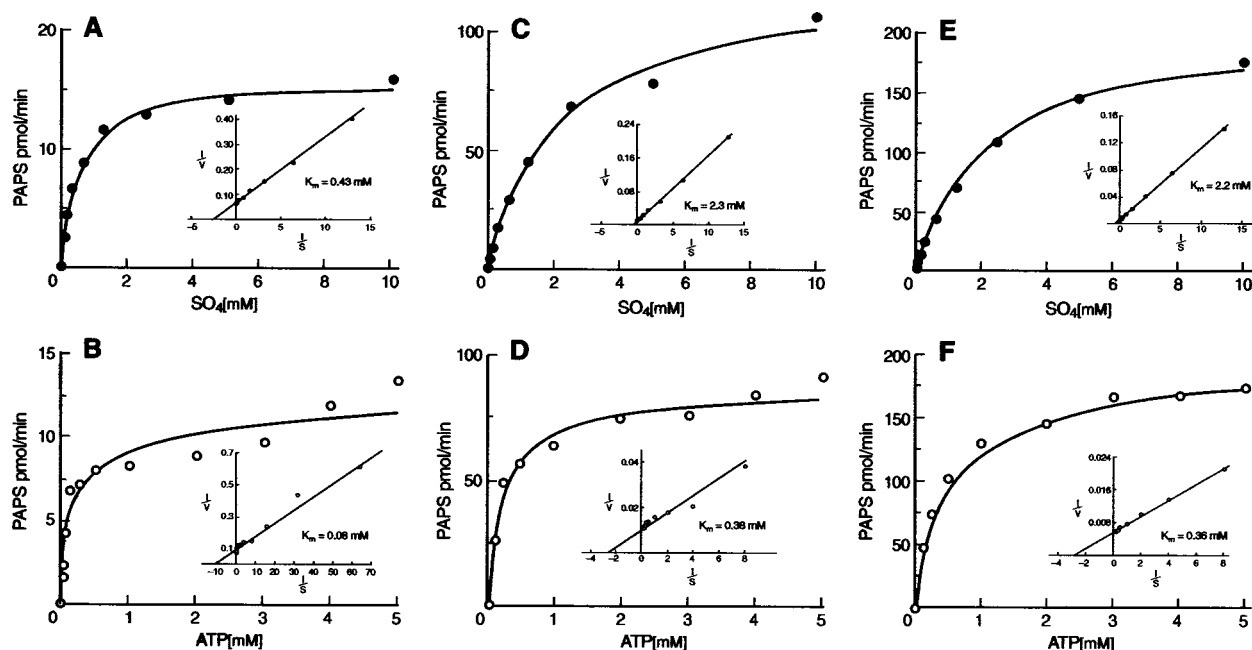 A
PAPS pmol/min
20
10
0
0 2 4 6 8 10
SO₄[mM]
1/V
0.40
0.30
0.20
0.10
-5 0 5 10 15
1/S
Km = 0.43 mM
C
PAPS pmol/min
100
50
0
0 2 4 6 8 10
SO₄[mM]
1/V
0.24
0.16
0.08
-5 0 5 10 15
1/S
Km = 2.3 mM
E
PAPS pmol/min
200
150
100
50
0
0 2 4 6 8 10
SO₄[mM]
1/V
0.16
0.12
0.08
0.04
0 5 10 15
1/S
Km = 2.2 mM
B
PAPS pmol/min
15
10
5
0
0 1 2 3 4 5
ATP[mM]
1/V
0.7
0.5
0.3
0.1
-10 0 10 20 30 40 50 60 70
1/S
Km = 0.08 mM
D
PAPS pmol/min
100
50
0
0 1 2 3 4 5
ATP[mM]
1/V
0.04
0.02
-4 -2 0 2 4 6 8
1/S
Km = 0.38 mM
F
PAPS pmol/min
200
150
100
50
0
0 1 2 3 4 5
ATP[mM]
1/V
0.024
0.016
0.008
-4 -2 0 2 4 6 8
1/S
Km = 0.36 mM